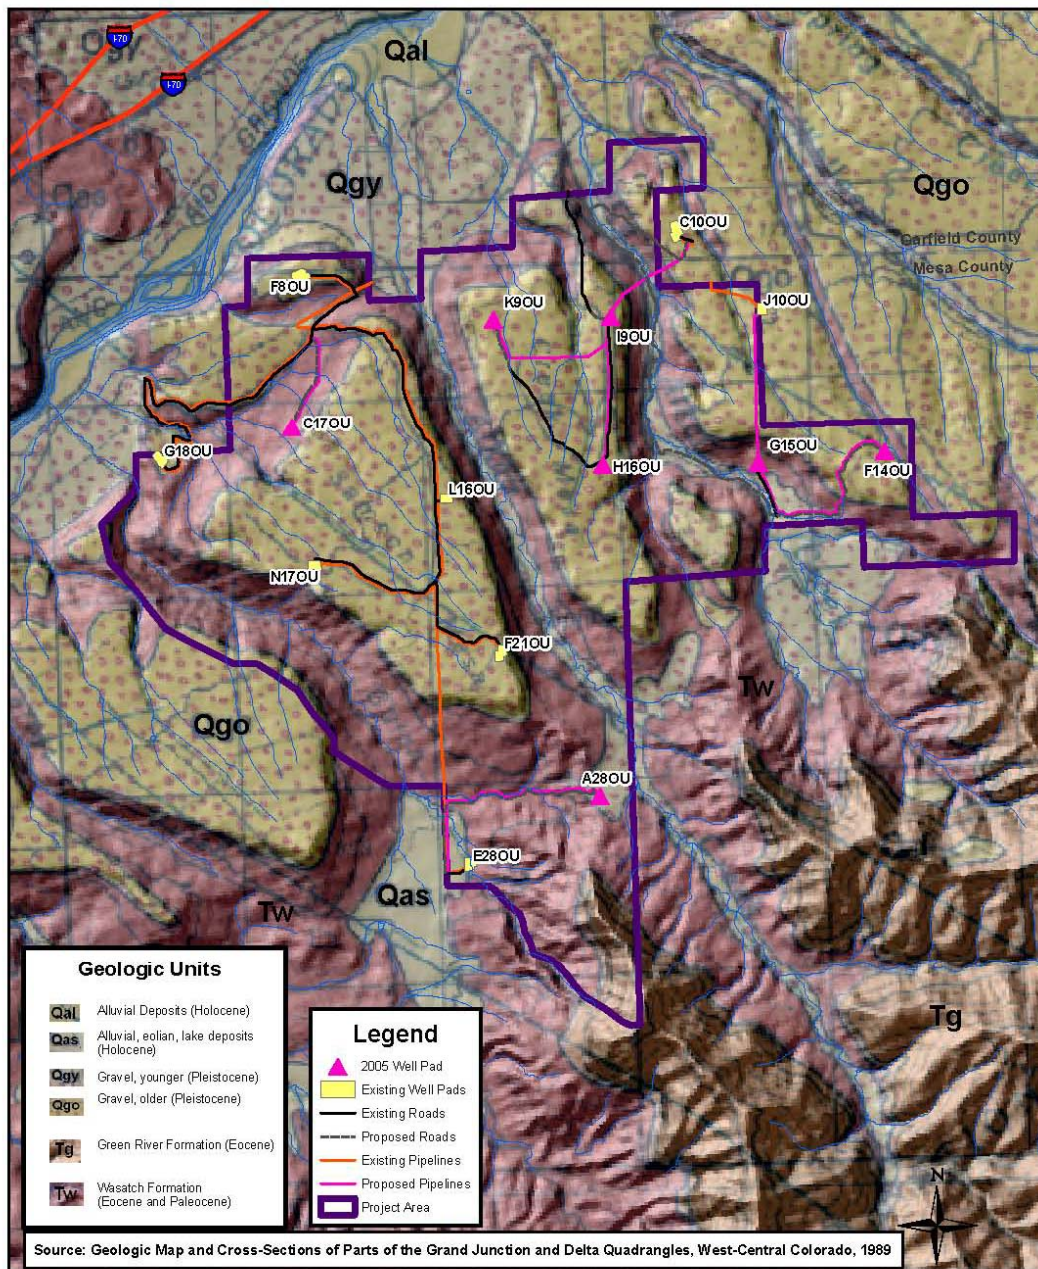 I-70
I-70
Qal
Qgy
Qgo
Garfield County
Mesa County
C10OU
F8OU
K9OU
I9OU
J10OU
C17OU
G18OU
L16OU
H16OU
G15OU
F14OU
N17OU
F21OU
Tw
Qgo
A28OU
E28OU
Qas
Tw
Tg
Geologic Units
Qal Alluvial Deposits (Holocene)
Qas Alluvial, eolian, lake deposits
(Holocene)
Qgy Gravel, younger (Pleistocene)
Qgo Gravel, older (Pleistocene)
Tg Green River Formation (Eocene)
Tw Wasatch Formation
(Eocene and Paleocene)
Legend
2005 Well Pad
Existing Well Pads
Existing Roads
Proposed Roads
Existing Pipelines
Proposed Pipelines
Project Area
N
Source: Geologic Map and Cross-Sections of Parts of the Grand Junction and Delta Quadrangles, West-Central Colorado, 1989